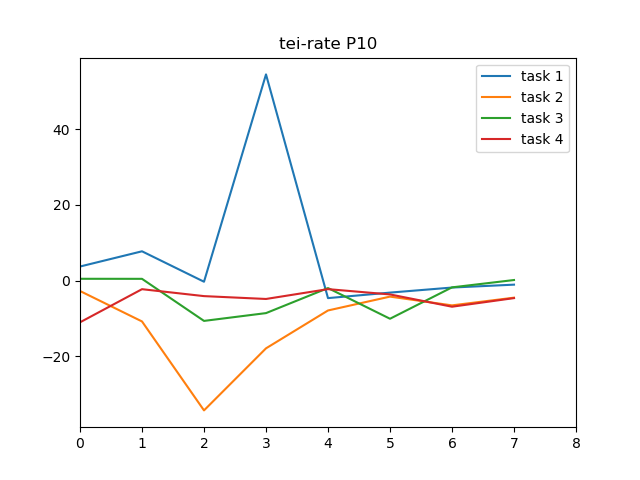 tei-rate P10
task 1
task 2
task 3
task 4
40
20
0
−20
0 1 2 3 4 5 6 7 8